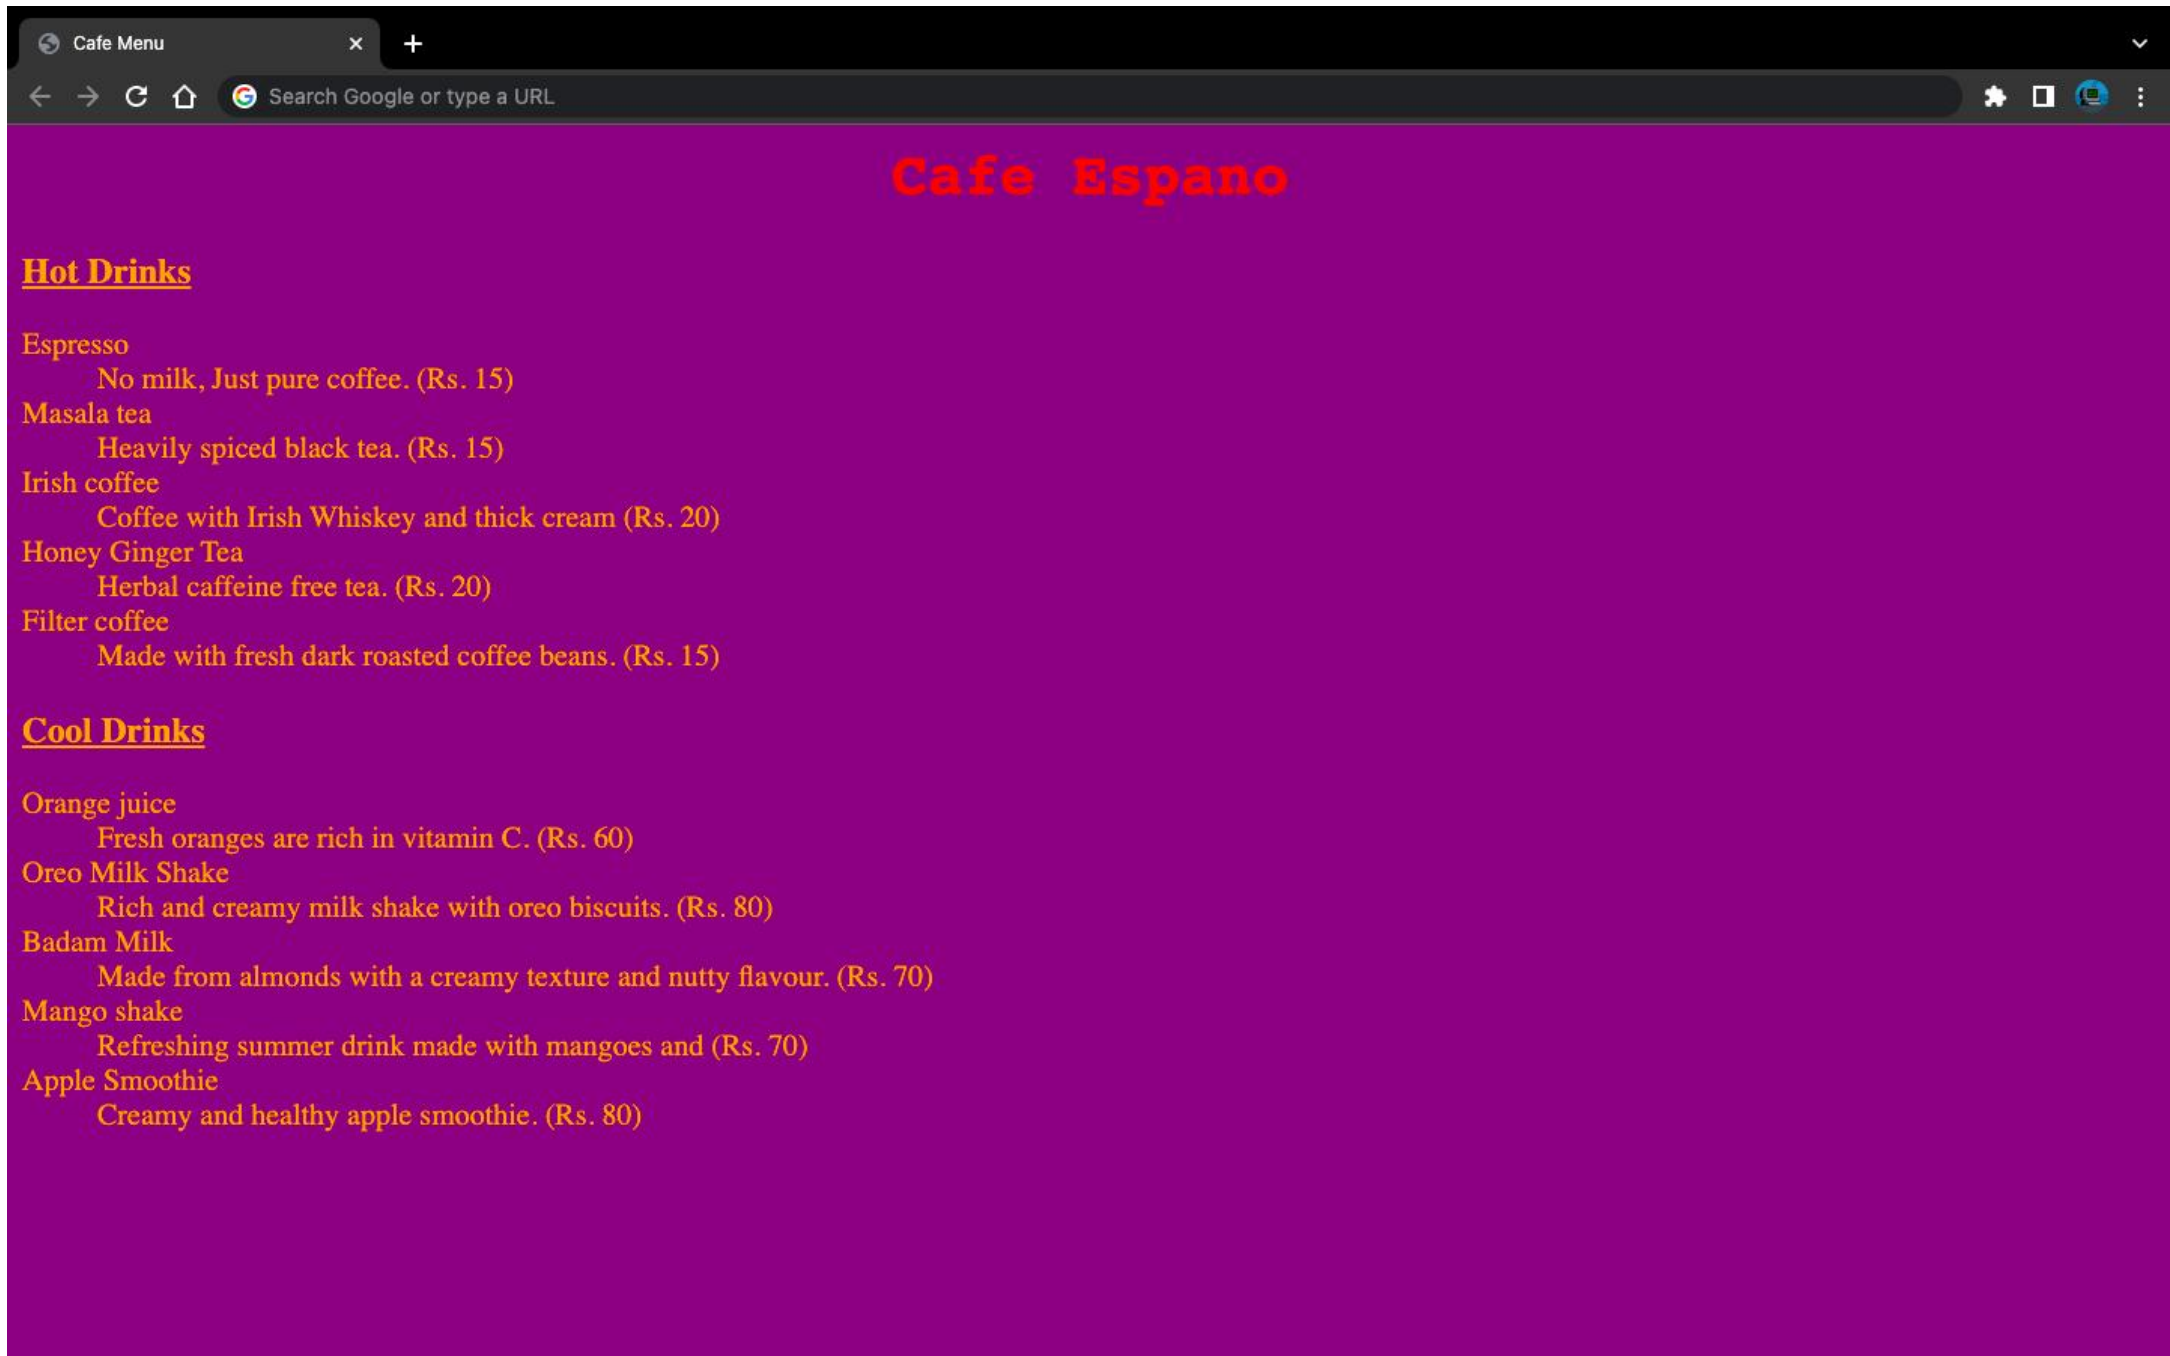 Cafe Menu
Search Google or type a URL
Cafe Espano
Hot Drinks
Espresso
No milk, Just pure coffee. (Rs. 15)
Masala tea
Heavily spiced black tea. (Rs. 15)
Irish coffee
Coffee with Irish Whiskey and thick cream (Rs. 20)
Honey Ginger Tea
Herbal caffeine free tea. (Rs. 20)
Filter coffee
Made with fresh dark roasted coffee beans. (Rs. 15)
Cool Drinks
Orange juice
Fresh oranges are rich in vitamin C. (Rs. 60)
Oreo Milk Shake
Rich and creamy milk shake with oreo biscuits. (Rs. 80)
Badam Milk
Made from almonds with a creamy texture and nutty flavour. (Rs. 70)
Mango shake
Refreshing summer drink made with mangoes and (Rs. 70)
Apple Smoothie
Creamy and healthy apple smoothie. (Rs. 80)